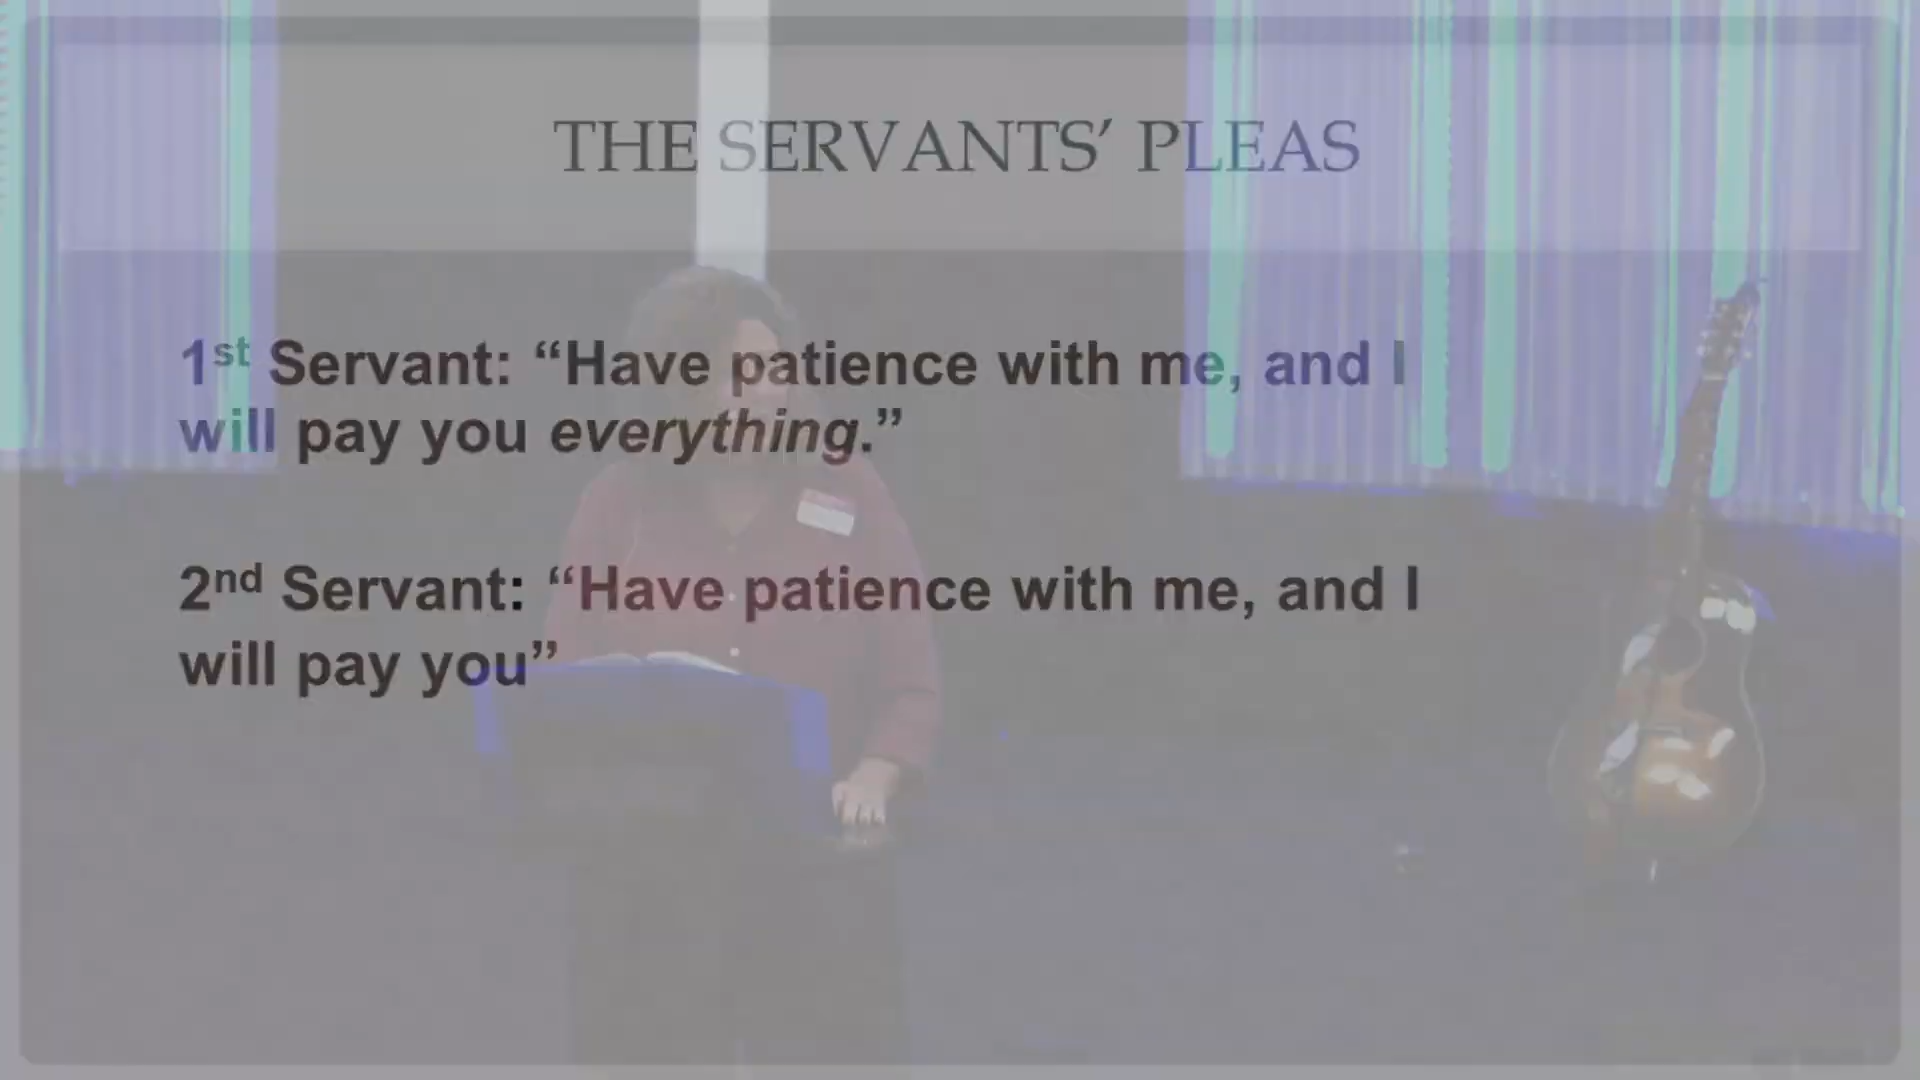 THE SERVANTS’ PLEAS
1st Servant: “Have patience with me, and I
will pay you everything.”
2nd Servant: “Have patience with me, and I
will pay you”